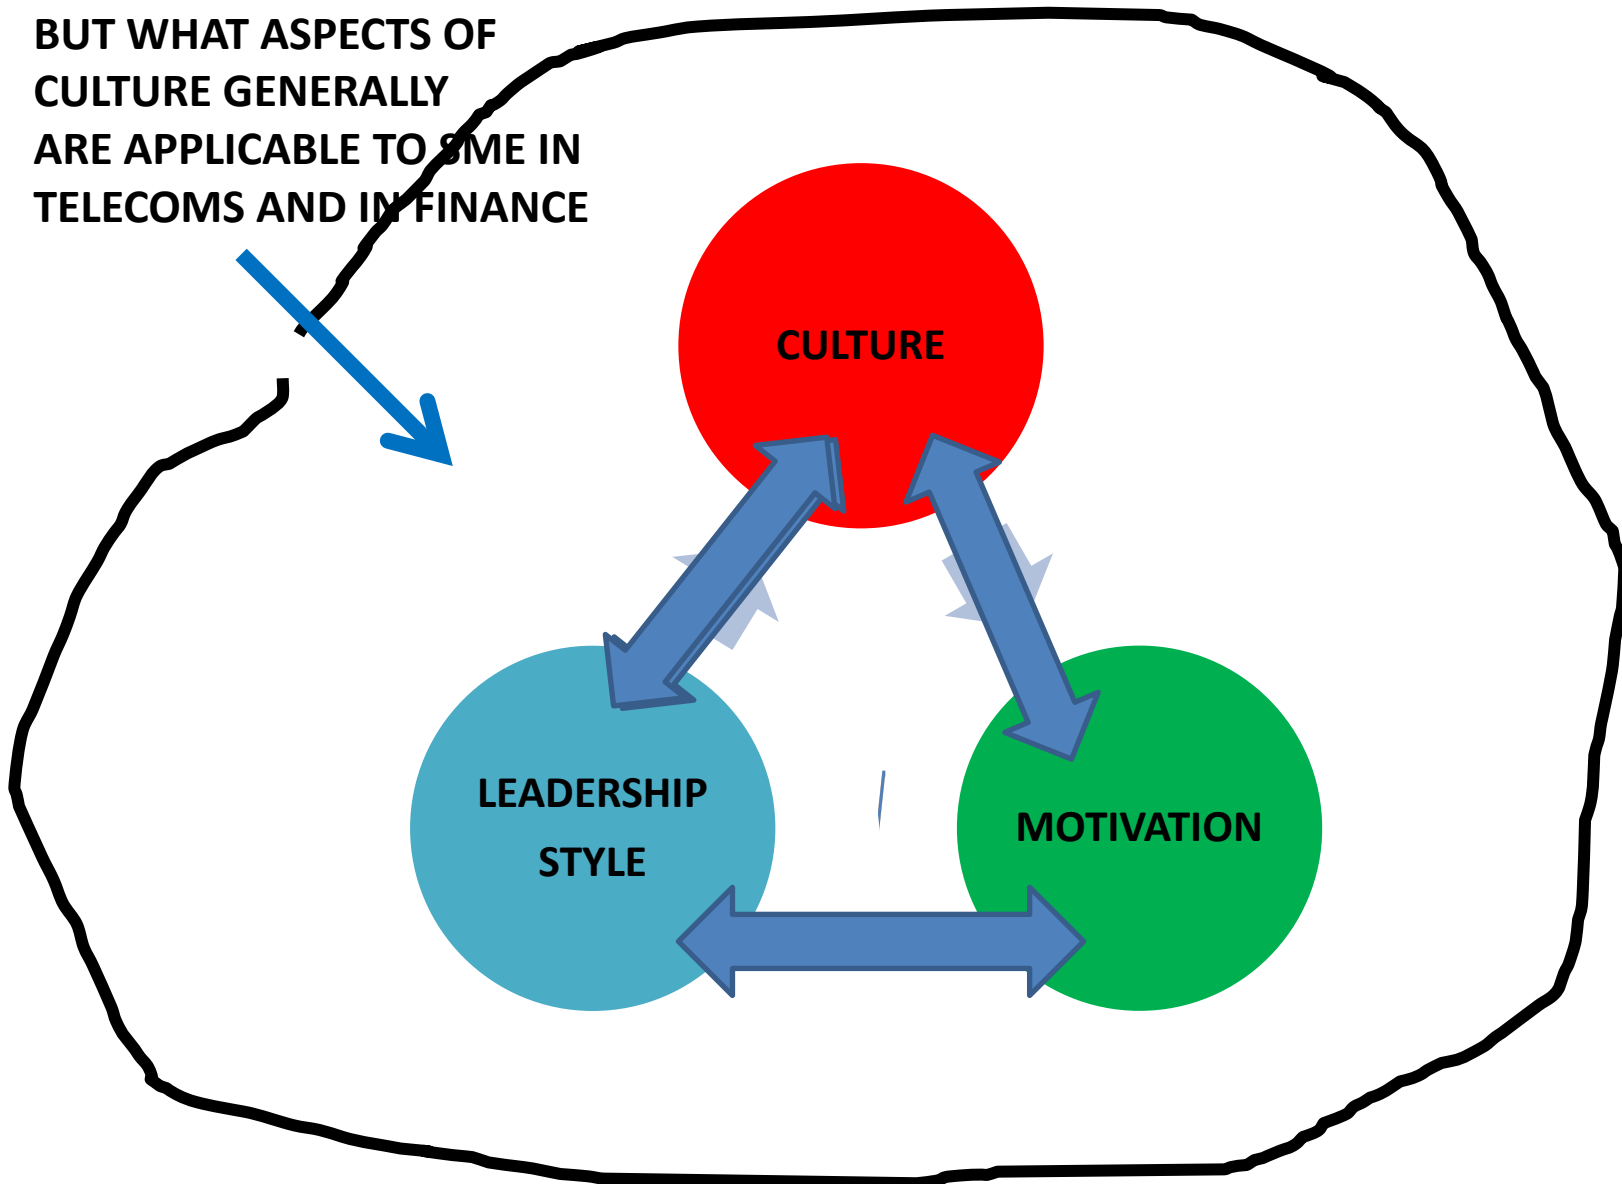 BUT WHAT ASPECTS OF
CULTURE GENERALLY
ARE APPLICABLE TO SME IN
TELECOMS AND IN FINANCE
CULTURE
LEADERSHIP
STYLE
MOTIVATION